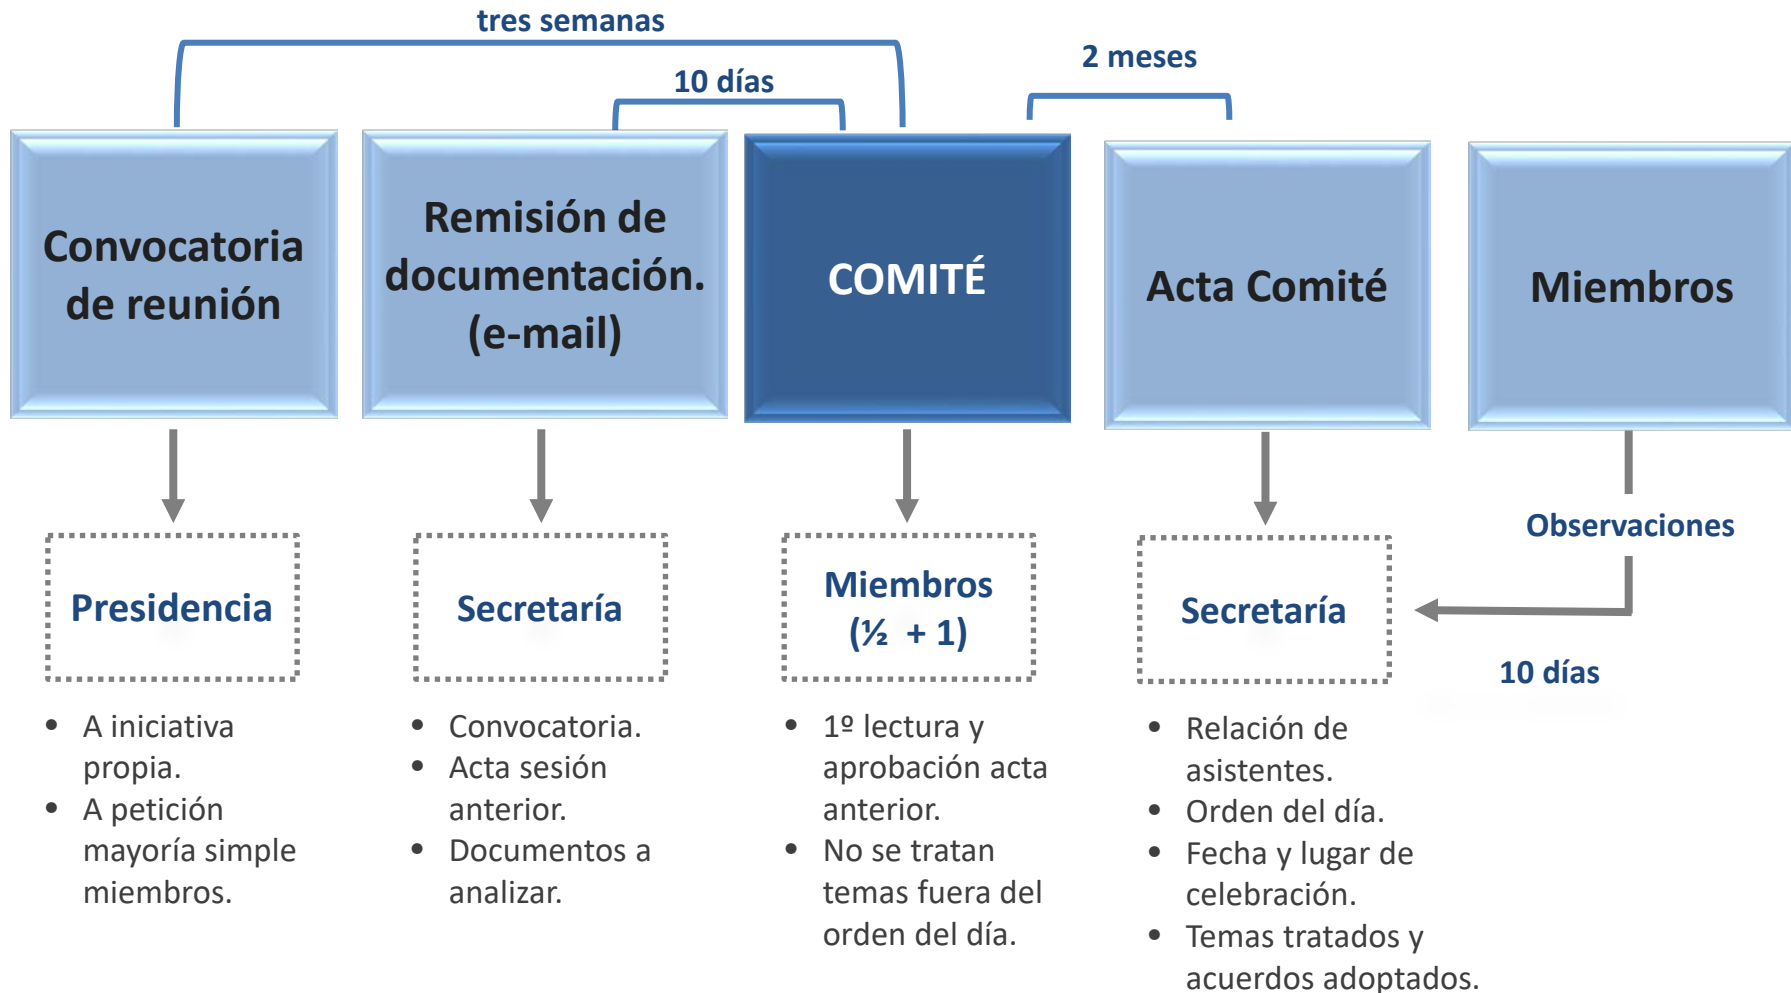 tres semanas
10 días
2 meses
Convocatoria
de reunión
Remisión de
documentación.
(e-mail)
COMITÉ
Acta Comité
Miembros
Presidencia
• A iniciativa
propia.
• A petición
mayoría simple
miembros.
Secretaría
• Convocatoria.
• Acta sesión
anterior.
• Documentos a
analizar.
Miembros
(½ + 1)
• 1º lectura y
aprobación acta
anterior.
• No se tratan
temas fuera del
orden del día.
Secretaría
• Relación de
asistentes.
• Orden del día.
• Fecha y lugar de
celebración.
• Temas tratados y
acuerdos adoptados.
Observaciones
10 días